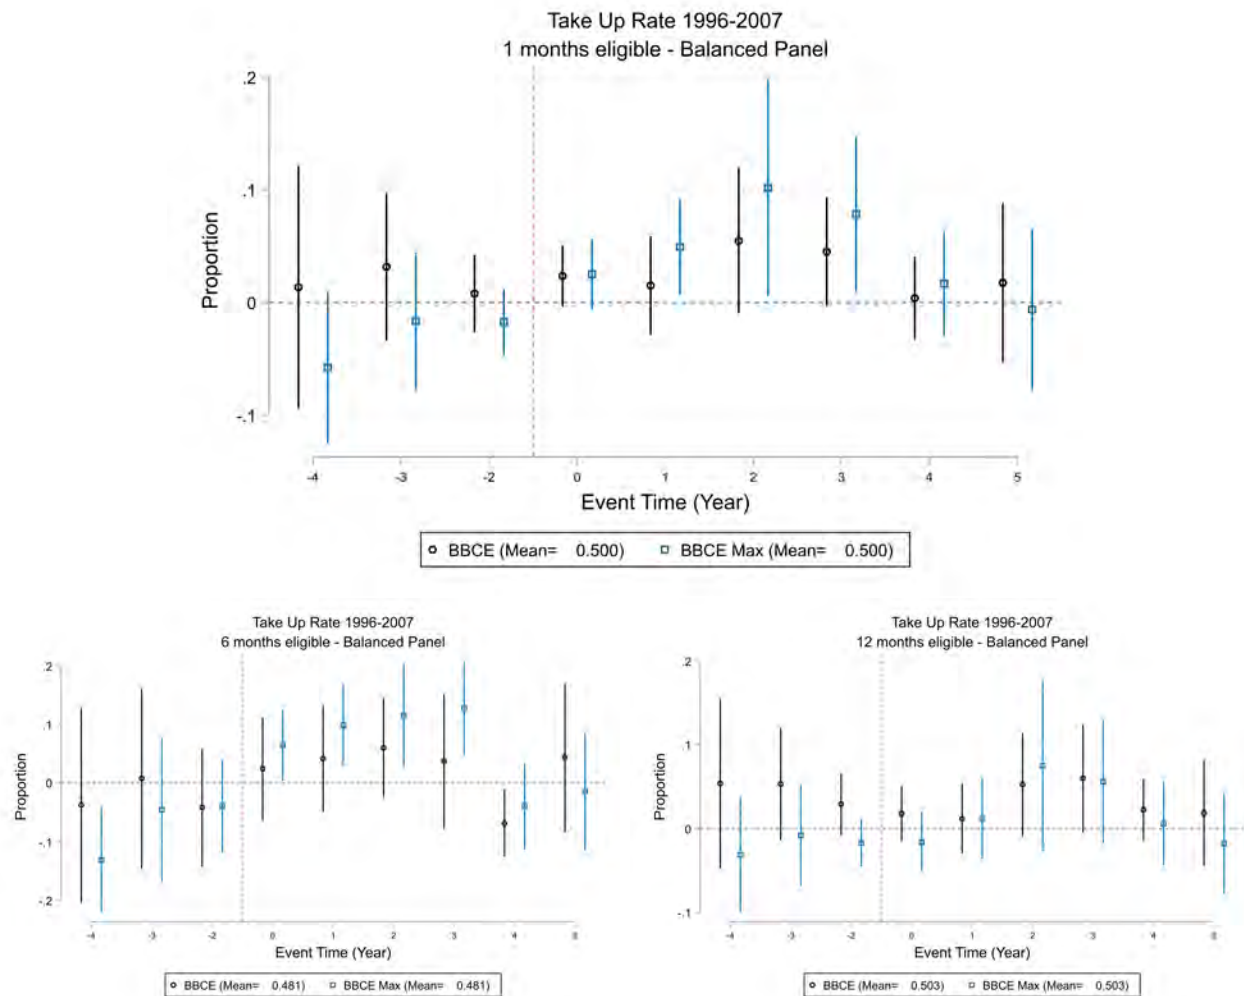 Take Up Rate 1996-2007
1 months eligible - Balanced Panel
.2
.1
0
-.1
Proportion
-4 -3 -2 0 1 2 3 4 5
Event Time (Year)
BBCE (Mean= 0.500) BBCE Max (Mean= 0.500)
Take Up Rate 1996-2007
6 months eligible - Balanced Panel
.2
.1
0
-.1
-.2
Proportion
-4 -3 -2 0 1 2 3 4 5
Event Time (Year)
BBCE (Mean= 0.481) BBCE Max (Mean= 0.481)
Take Up Rate 1996-2007
12 months eligible - Balanced Panel
.2
.1
0
-.1
Proportion
-4 -3 -2 0 1 2 3 4 5
Event Time (Year)
BBCE (Mean= 0.503) BBCE Max (Mean= 0.503)